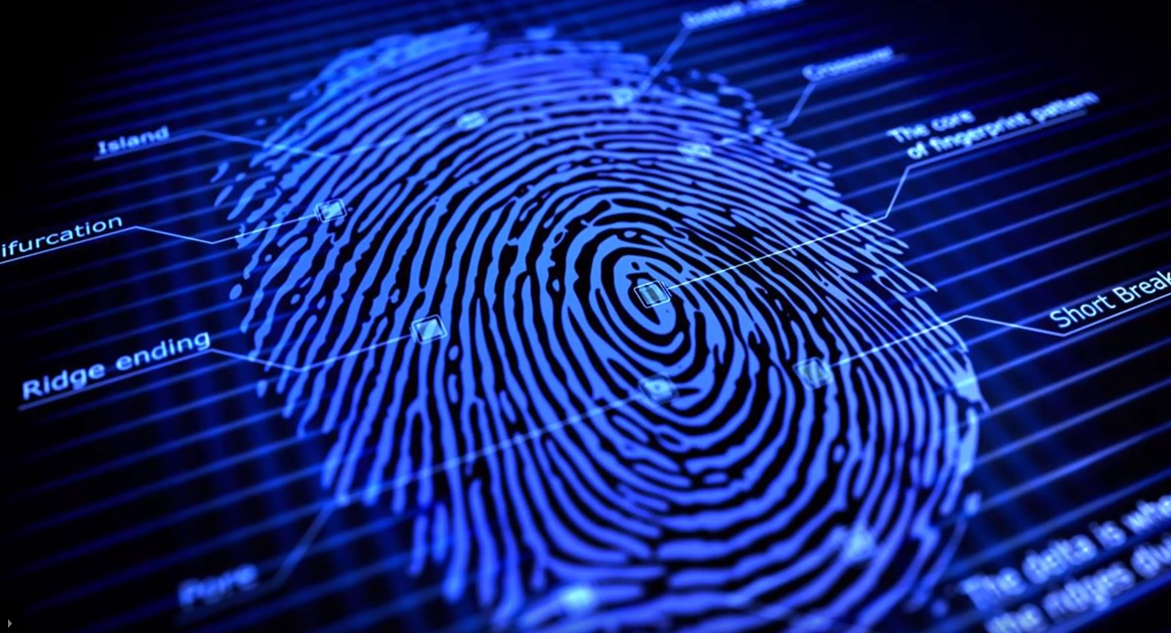 Crossover
Island
The core
of fingerprint pattern
ifurcation
Short Break
Ridge ending
Pore
The delta is whe
the ridges di